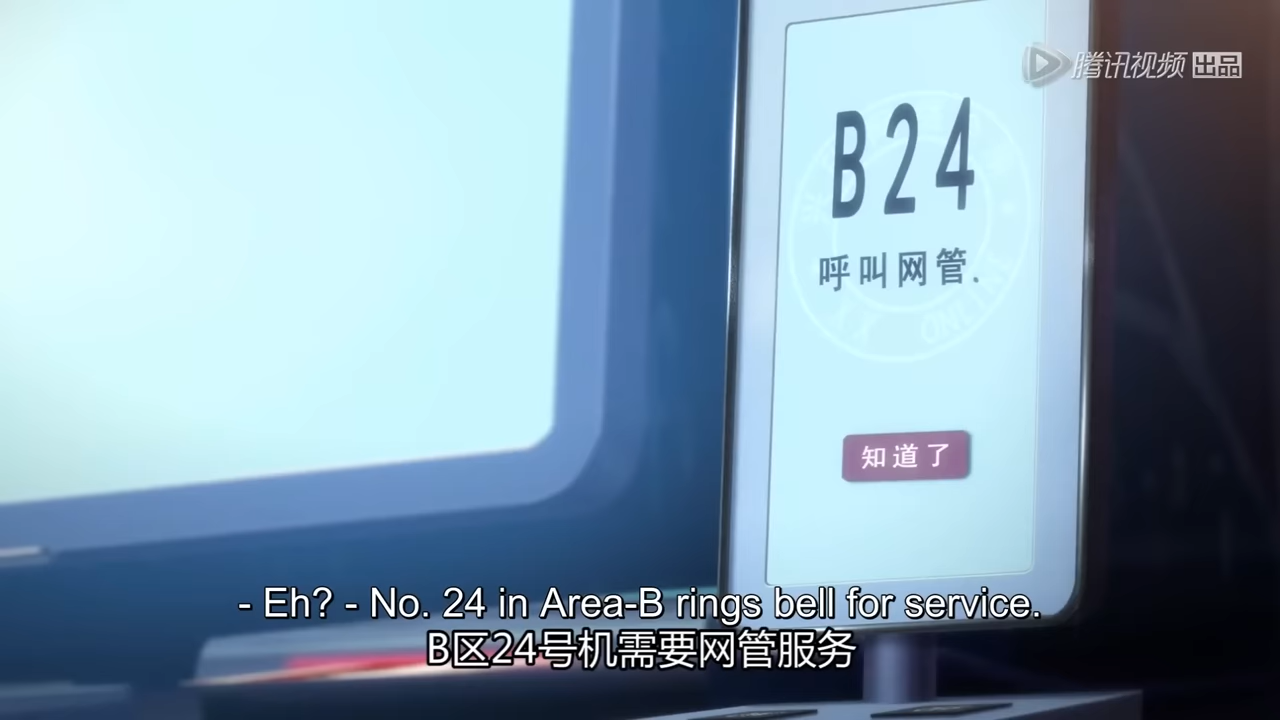 腾讯视频 出品
B24
呼叫网管.
ONLINE
知道了
- Eh? - No. 24 in Area-B rings bell for service.
B区24号机需要网管服务